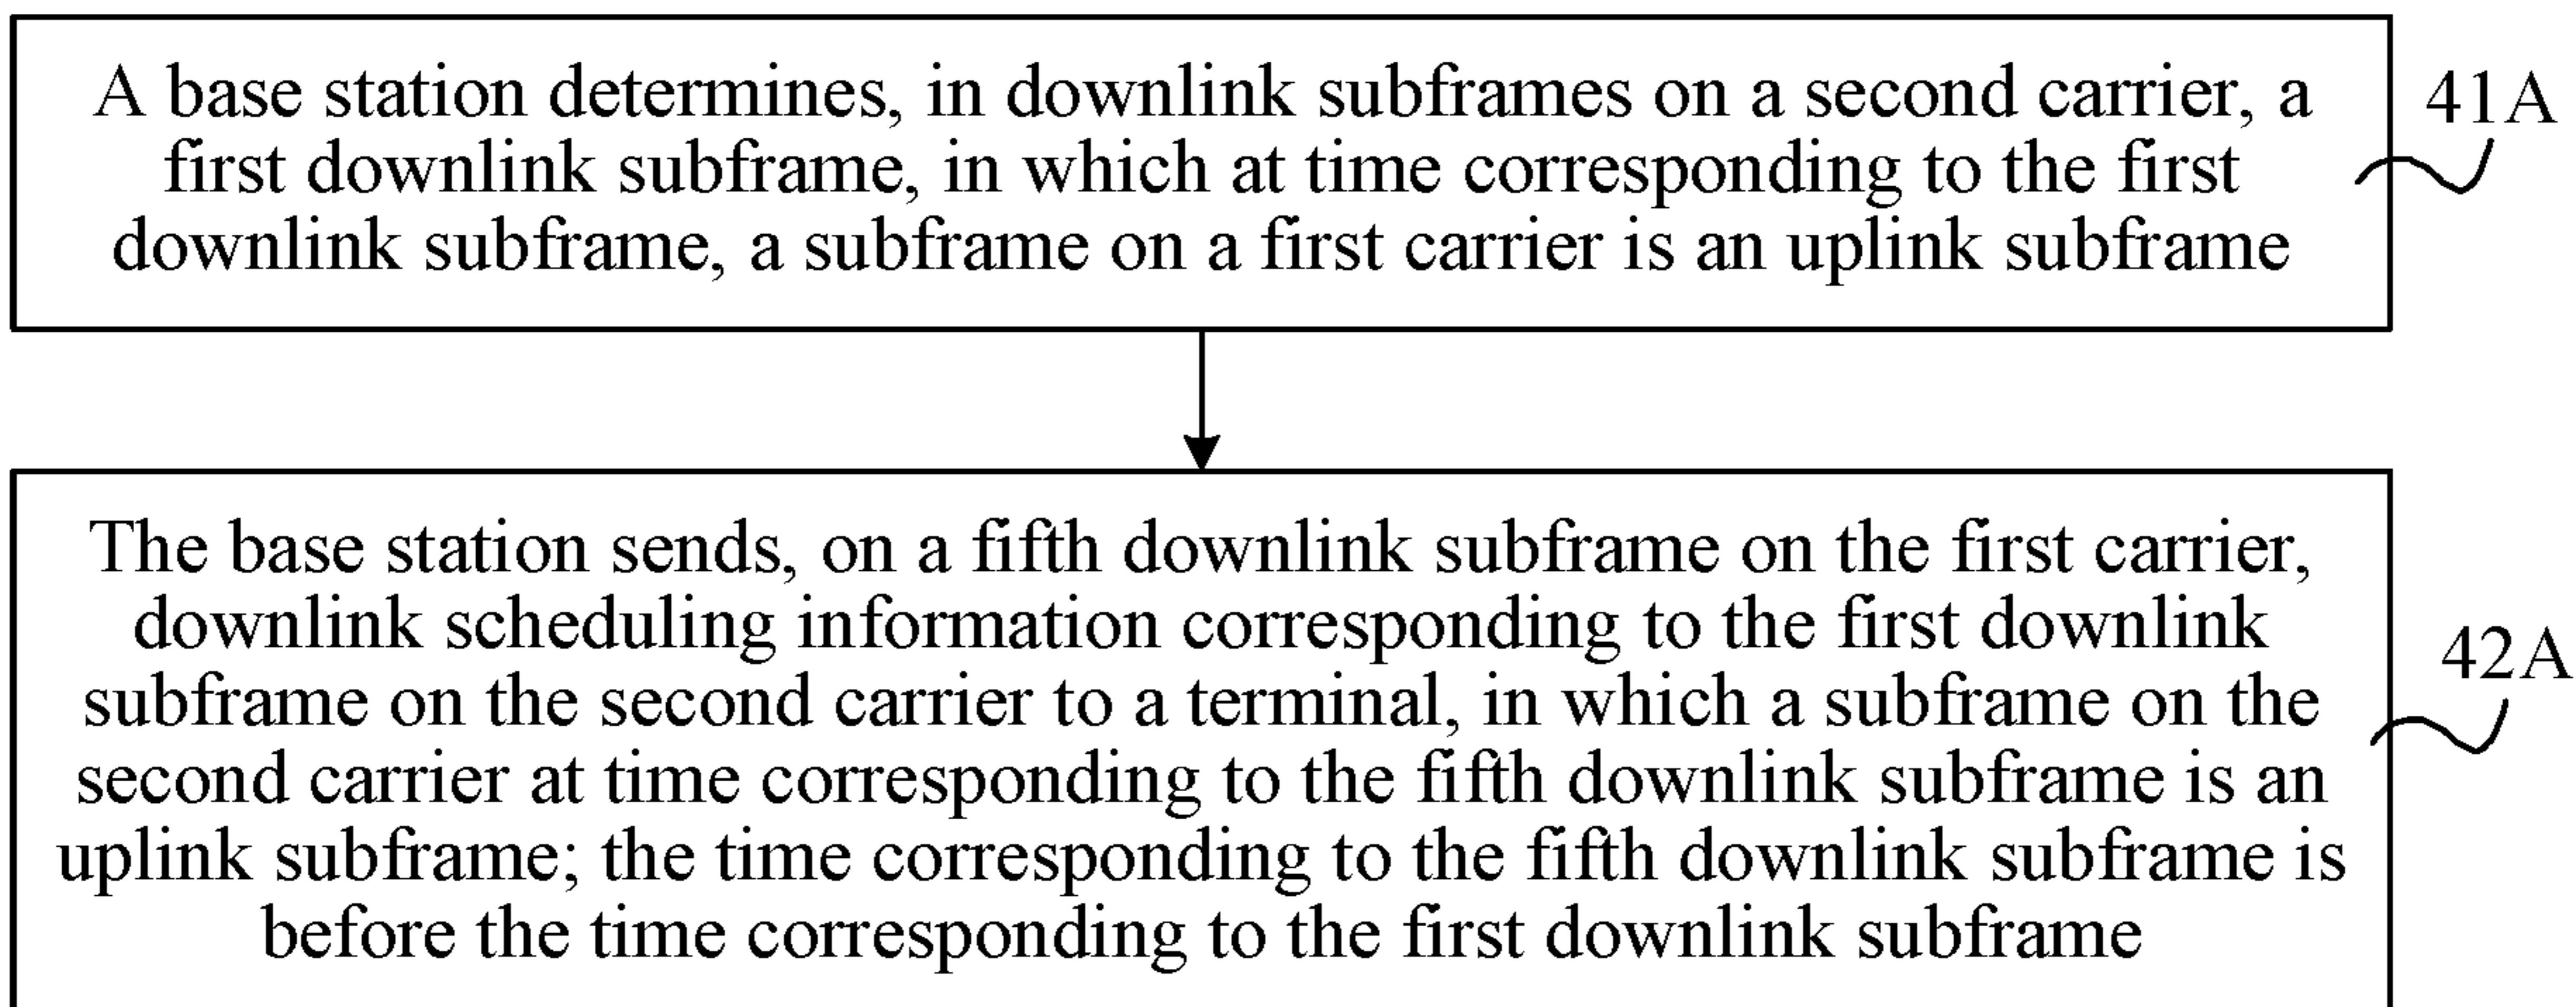 A base station determines, in downlink subframes on a second carrier, a
first downlink subframe, in which at time corresponding to the first
downlink subframe, a subframe on a first carrier is an uplink subframe
41A
The base station sends, on a fifth downlink subframe on the first carrier,
downlink scheduling information corresponding to the first downlink
subframe on the second carrier to a terminal, in which a subframe on the
second carrier at time corresponding to the fifth downlink subframe is an
uplink subframe; the time corresponding to the fifth downlink subframe is
before the time corresponding to the first downlink subframe
42A